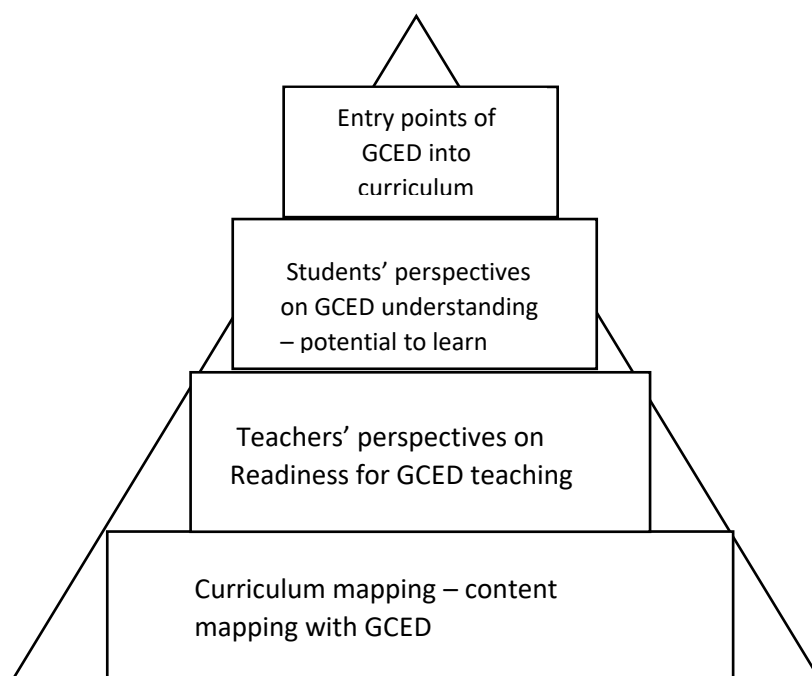 Entry points of
GCED into
curriculum
Students’ perspectives
on GCED understanding
– potential to learn
Teachers’ perspectives on
Readiness for GCED teaching
Curriculum mapping – content
mapping with GCED